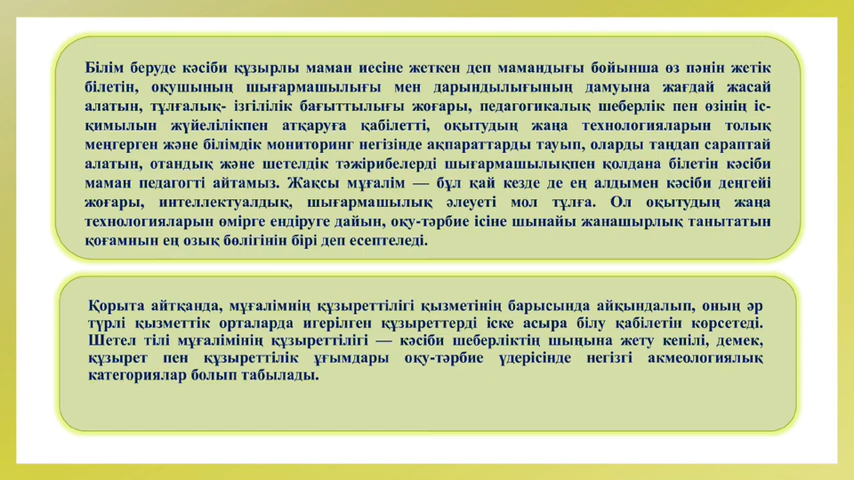 Білім беруде кәсіби құзырлы маман иесіне жеткен деп мамандығы бойынша өз пәнін жетік
білетін, оқушының шығармашылығы мен дарындылығының дамуына жағдай жасай
алатын, тұлғалық- ізгілілік бағыттылығы жоғары, педагогикалық шеберлік пен өзінің іс-
қимылын жүйелілікпен атқаруға қабілетті, оқытудың жаңа технологияларын толық
меңгерген және білімдік мониторинг негізінде ақпараттарды тауып, оларды таңдап сараптай
алатын, отандық және шетелдік тәжірибелерді шығармашылықпен қолдана білетін кәсіби
маман педагогті айтамыз. Жақсы мұғалім — бұл қай кезде де ең алдымен кәсіби деңгейі
жоғары, интеллектуалдық, шығармашылық әлеуеті мол тұлға. Ол оқытудың жаңа
технологияларын өмірге ендіруге дайын, оқу-тәрбие ісіне шынайы жанашырлық танытатын
қоғамнын ең озық бөлігінін бірі деп есептеледі.
Қорыта айтқанда, мұғалімнің құзыреттілігі қызметінің барысында айқындалып, оның әр
түрлі қызметтік орталарда игерілген құзыреттерді іске асыра білу қабілетін көрсетеді.
Шетел тілі мұғалімінің құзыреттілігі — кәсіби шеберліктің шыңына жету кепілі, демек,
құзырет пен құзыреттілік ұғымдары оқу-тәрбие үдерісінде негізгі акмеологиялық
категориялар болып табылады.